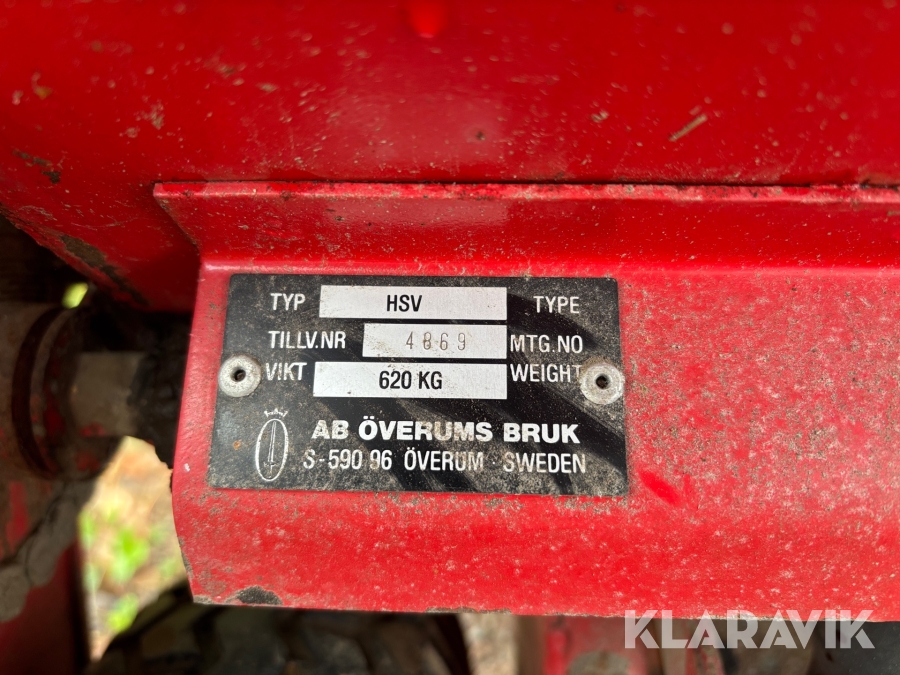 TYP HSV TYPE
TILLV.NR 4869 MTG.NO
VIKT 620 KG WEIGHT
AB ÖVERUMS BRUK
S-590 96 ÖVERUM SWEDEN
KLARAVIK